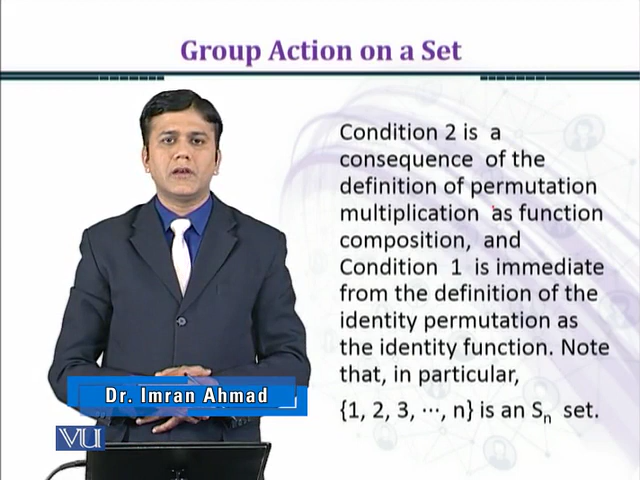 Group Action on a Set
Condition 2 is a
consequence of the
definition of permutation
multiplication as function
composition, and
Condition 1 is immediate
from the definition of the
identity permutation as
the identity function. Note
that, in particular,
{1, 2, 3, ⋯, n} is an Sₙ set.
Dr. Imran Ahmad
VU